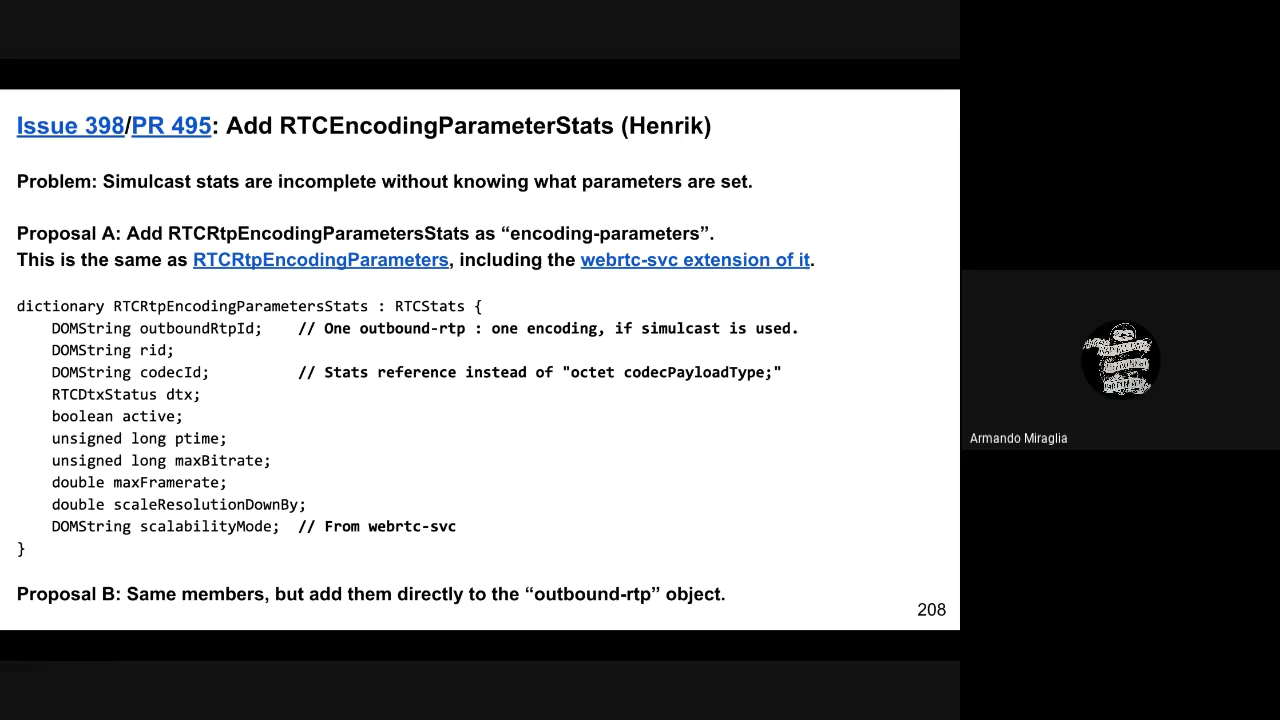 Issue 398/PR 495: Add RTCEncodingParameterStats (Henrik)
Problem: Simulcast stats are incomplete without knowing what parameters are set.
Proposal A: Add RTCRtpEncodingParametersStats as “encoding-parameters”.
This is the same as RTCRtpEncodingParameters, including the webrtc-svc extension of it.
dictionary RTCRtpEncodingParametersStats : RTCStats {
DOMString outboundRtpId; // One outbound-rtp : one encoding, if simulcast is used.
DOMString rid;
DOMString codecId; // Stats reference instead of "octet codecPayloadType;"
RTCDtxStatus dtx;
boolean active;
unsigned long ptime;
unsigned long maxBitrate;
double maxFramerate;
double scaleResolutionDownBy;
DOMString scalabilityMode; // From webrtc-svc
}
Proposal B: Same members, but add them directly to the “outbound-rtp” object.
208
Armando Miraglia